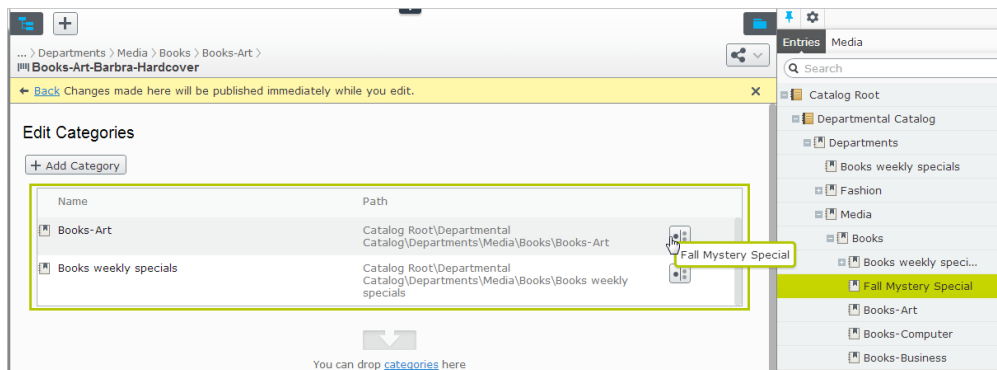 ... 〉Departments 〉Media 〉Books 〉Books-Art 〉
Books-Art-Barbra-Hardcover
Back Changes made here will be published immediately while you edit.
Edit Categories
+ Add Category
Name Path
Books-Art Catalog Root\Departmental
Catalog\Departments\Media\Books\Books-Art
Books weekly specials Catalog Root\Departmental
Catalog\Departments\Media\Books\Books weekly
specials
Fall Mystery Special
You can drop categories here
Entries Media
Search
Catalog Root
Departmental Catalog
Departments
Books weekly specials
Fashion
Media
Books
Books weekly speci...
Fall Mystery Special
Books-Art
Books-Computer
Books-Business